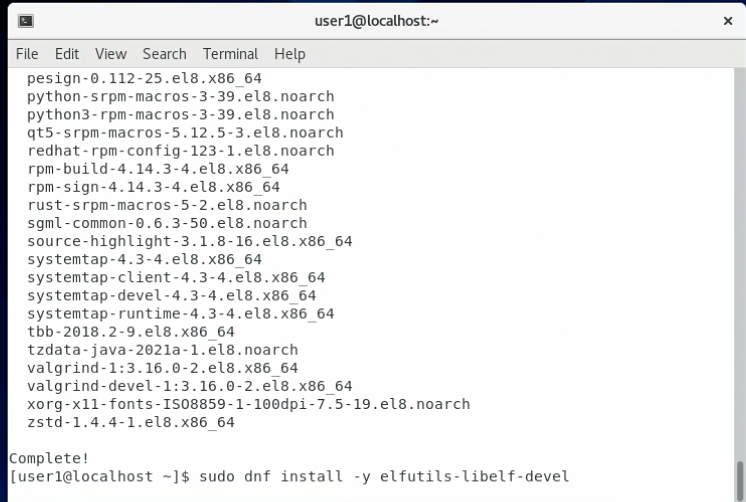 user1@localhost:~
×
File Edit View Search Terminal Help
pesign-0.112-25.el8.x86_64
python-srpm-macros-3-39.el8.noarch
python3-rpm-macros-3-39.el8.noarch
qt5-srpm-macros-5.12.5-3.el8.noarch
redhat-rpm-config-123-1.el8.noarch
rpm-build-4.14.3-4.el8.x86_64
rpm-sign-4.14.3-4.el8.x86_64
rust-srpm-macros-5-2.el8.noarch
sgml-common-0.6.3-50.el8.noarch
source-highlight-3.1.8-16.el8.x86_64
systemtap-4.3-4.el8.x86_64
systemtap-client-4.3-4.el8.x86_64
systemtap-devel-4.3-4.el8.x86_64
systemtap-runtime-4.3-4.el8.x86_64
tbb-2018.2-9.el8.x86_64
tzdata-java-2021a-1.el8.noarch
valgrind-1:3.16.0-2.el8.x86_64
valgrind-devel-1:3.16.0-2.el8.x86_64
xorg-x11-fonts-ISO8859-1-100dpi-7.5-19.el8.noarch
zstd-1.4.4-1.el8.x86_64
Complete!
[user1@localhost ~]$ sudo dnf install -y elfutils-libelf-devel